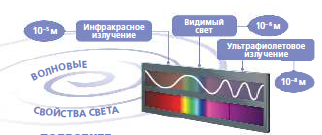 10⁻⁵ м
Инфракрасное
излучение
Видимый
свет
10⁻⁶ м
Ультрафиолетовое
излучение
10⁻⁸ м
ВОЛНОВЫЕ
СВОЙСТВА СВЕТА